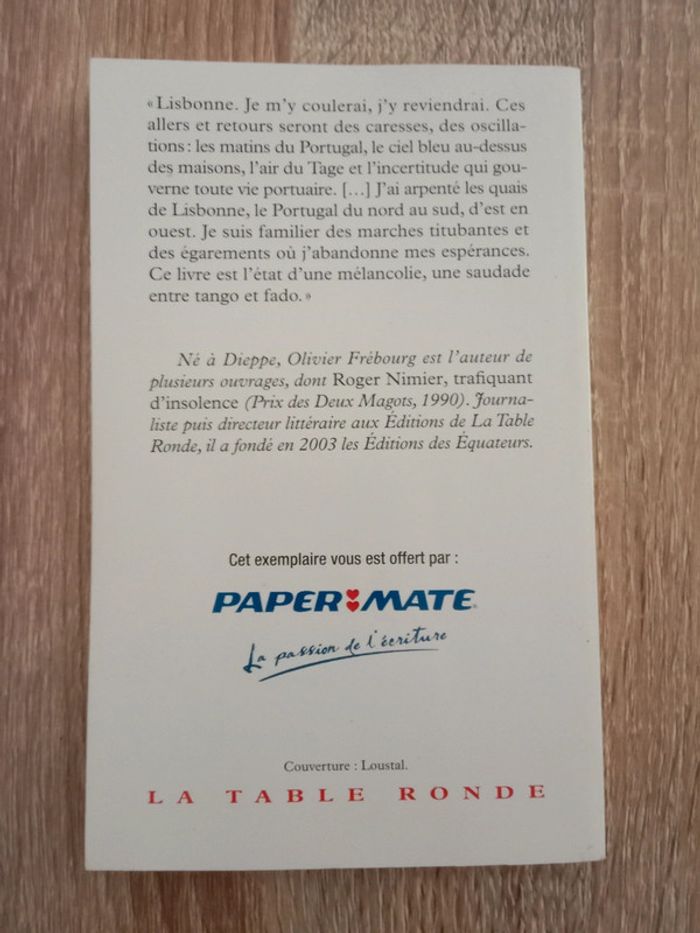 « Lisbonne. Je m'y coulerai, j'y reviendrai. Ces
allers et retours seront des caresses, des oscilla-
tions : les matins du Portugal, le ciel bleu au-dessus
des maisons, l'air du Tage et l'incertitude qui gou-
verne toute vie portuaire. [...] J'ai arpenté les quais
de Lisbonne, le Portugal du nord au sud, d'est en
ouest. Je suis familier des marches titubantes et
des égarements où j'abandonne mes espérances.
Ce livre est l'état d'une mélancolie, une saudade
entre tango et fado. »
Né à Dieppe, Olivier Frébourg est l'auteur de
plusieurs ouvrages, dont Roger Nimier, trafiquant
d'insolence (Prix des Deux Magots, 1990). Journa-
liste puis directeur littéraire aux Éditions de La Table
Ronde, il a fondé en 2003 les Éditions des Équateurs.
Cet exemplaire vous est offert par :
PAPER MATE®
La passion de l'écriture
Couverture : Loustal.
LA TABLE RONDE